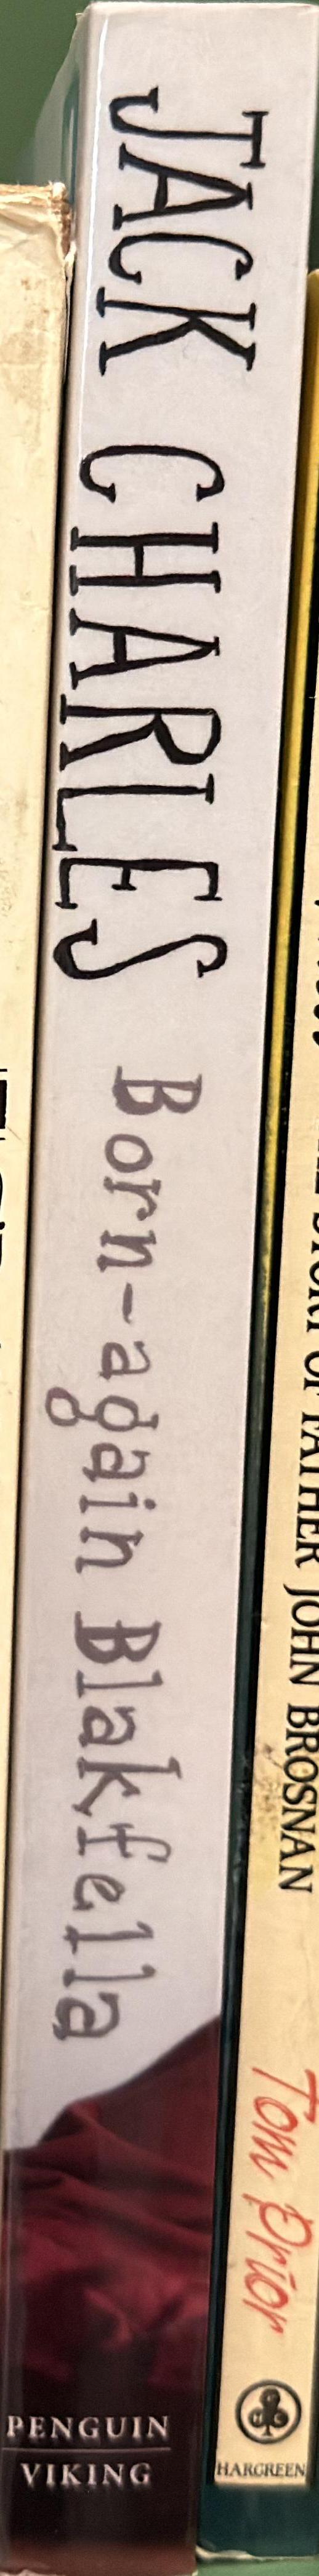 JACK CHARLES Born-again Blakfella
PENGUIN
VIKING
STORY OF FATHER JOHN BROSNAN
Tom Prior
HARGREEN